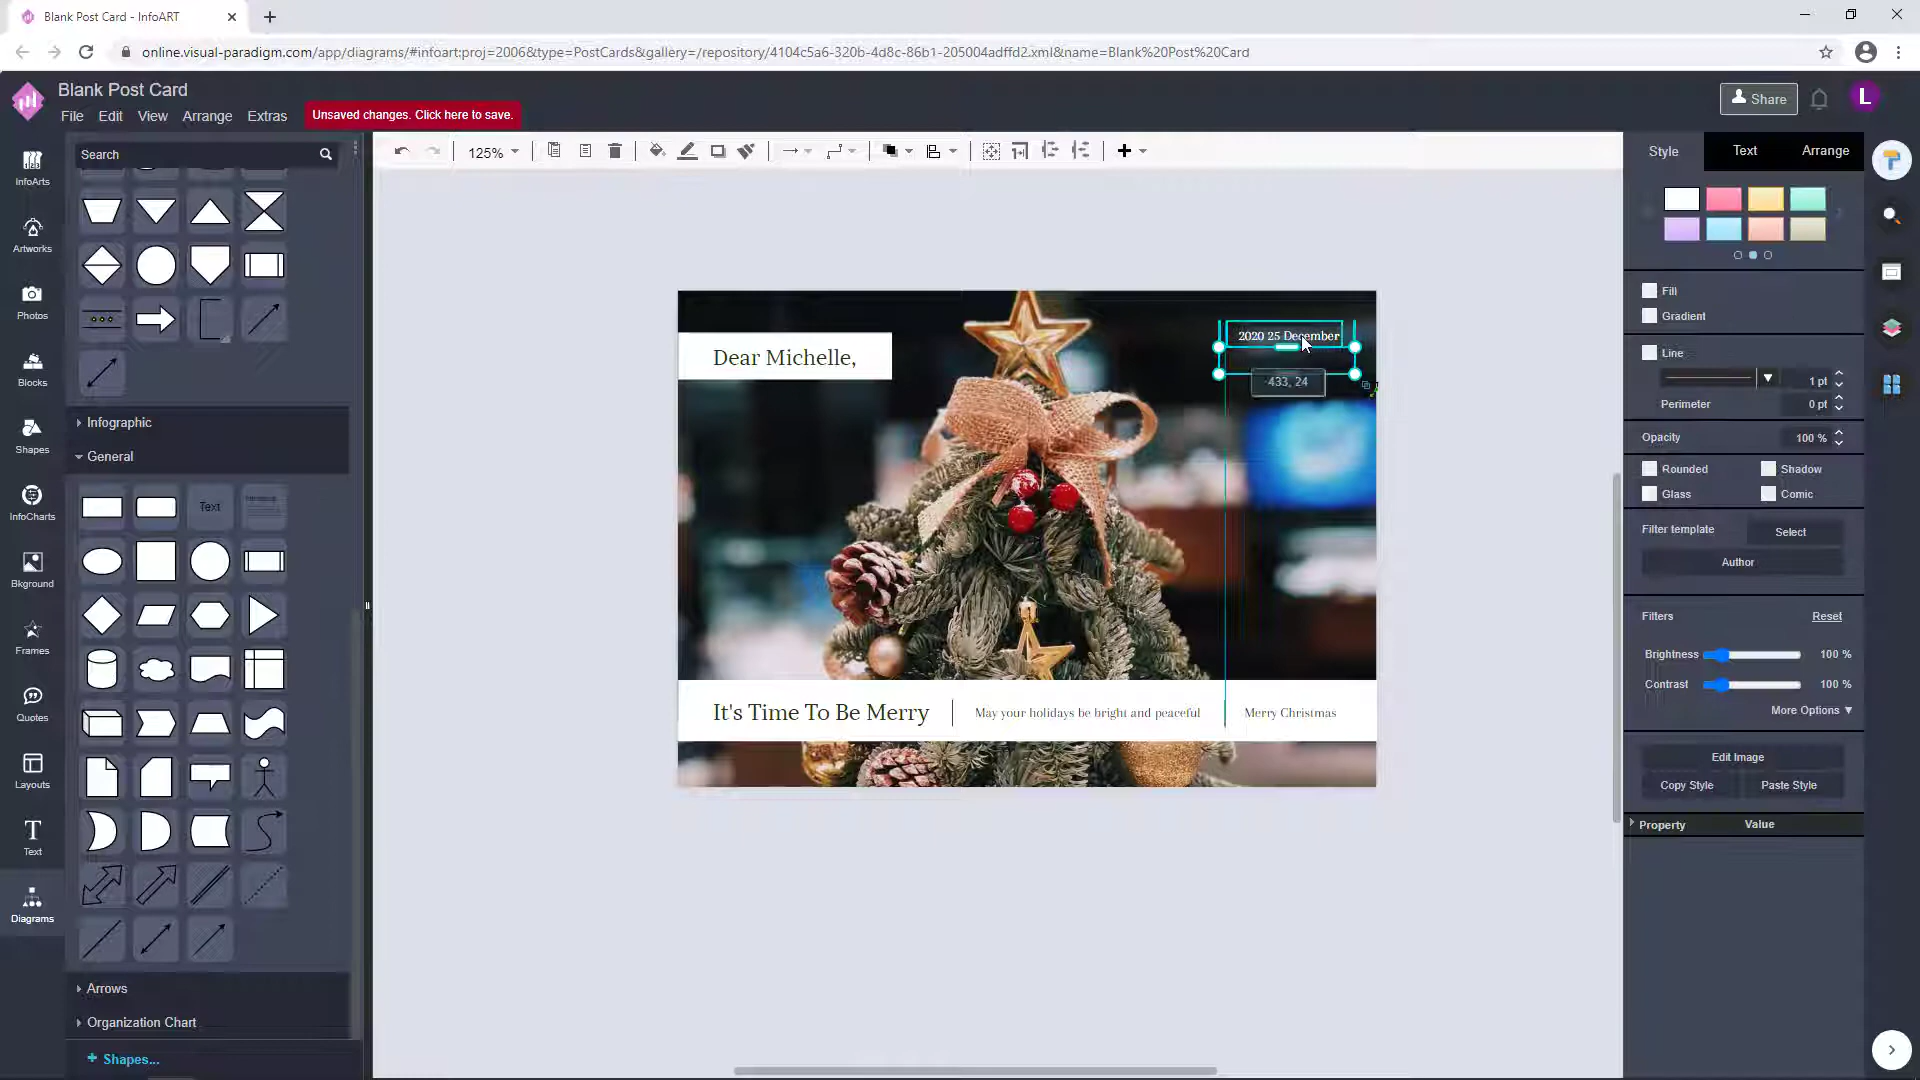 Blank Post Card - InfoART
online.visual-paradigm.com/app/diagrams/#infoart:proj=2006&type=PostCards&gallery=/repository/4104c5a6-320b-4d8c-86b1-205004adffd2.xml&name=Blank%20Post%20Card
Blank Post Card
File Edit View Arrange Extras
Unsaved changes. Click here to save.
Share
L
Search
125%
Style
Text
Arrange
InfoArts
Artworks
Photos
Blocks
Shapes
InfoCharts
Bkground
Frames
Quotes
Layouts
Text
Diagrams
Infographic
General
Text
Arrows
Organization Chart
+ Shapes...
Dear Michelle,
2020 25 December
433, 24
It's Time To Be Merry
May your holidays be bright and peaceful
Merry Christmas
Fill
Gradient
Line
1 pt
Perimeter 0 pt
Opacity 100 %
Rounded Shadow
Glass Comic
Filter template Select
Author
Filters Reset
Brightness 100 %
Contrast 100 %
More Options
Edit Image
Copy Style Paste Style
Property Value